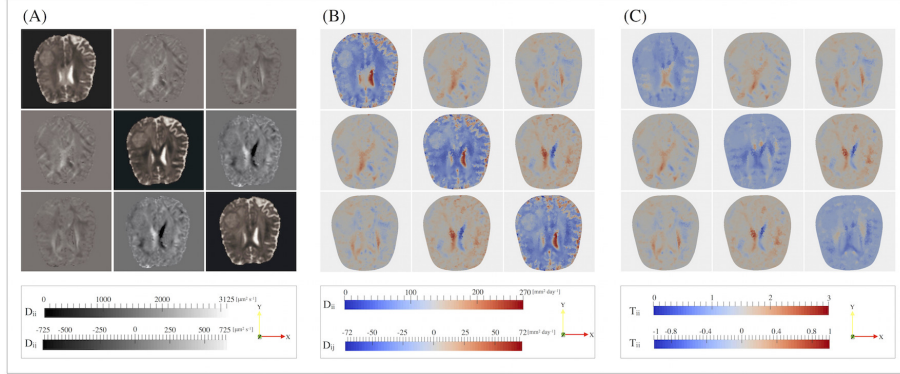 (A)
(B)
(C)
0 1000 2000 3125 [µm² s⁻¹]
Dii
-725 -500 -250 0 250 500 725 [µm² s⁻¹]
Dij
Y
X
0 100 200 270 [mm² day⁻¹]
Dii
-72 -50 -25 0 25 50 72 [mm² day⁻¹]
Dij
Y
X
0 1 2 3
Tii
-1 -0.8 -0.4 0 0.4 0.8 1
Tij
Y
X